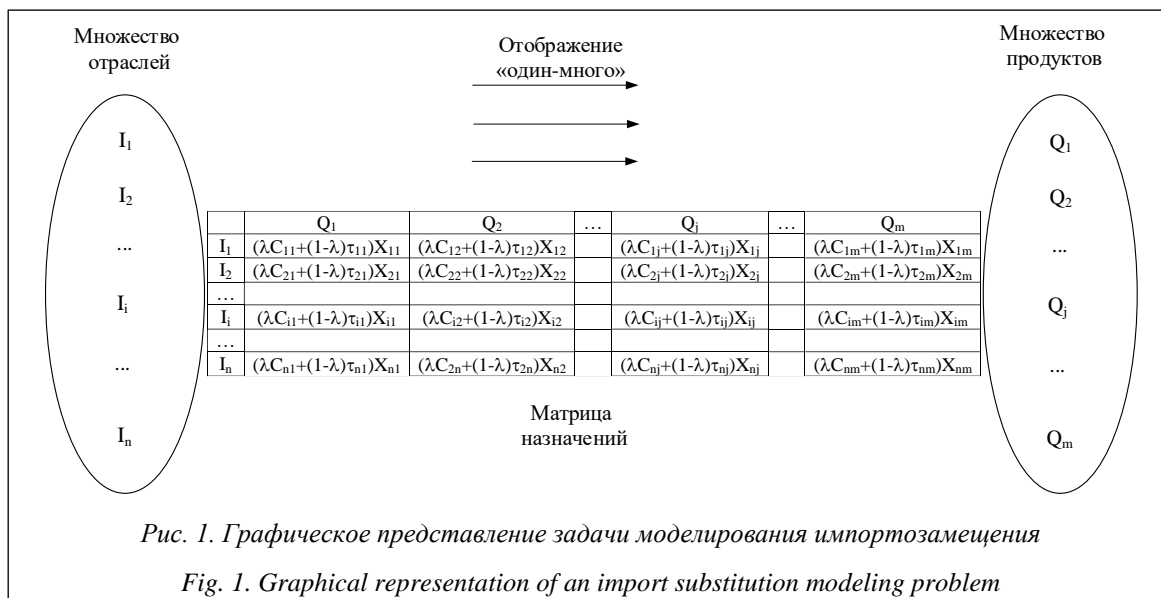 Множество
отраслей
Отображение
«один-много»
Множество
продуктов
I₁
I₂
...
Iᵢ
...
Iₙ
Q₁ Q₂ … Qⱼ … Qₘ
I₁ (λC₁₁+(1-λ)τ₁₁)X₁₁ (λC₁₂+(1-λ)τ₁₂)X₁₂ (λC₁ⱼ+(1-λ)τ₁ⱼ)X₁ⱼ (λC₁ₘ+(1-λ)τ₁ₘ)X₁ₘ
I₂ (λC₂₁+(1-λ)τ₂₁)X₂₁ (λC₂₂+(1-λ)τ₂₂)X₂₂ (λC₂ⱼ+(1-λ)τ₂ⱼ)X₂ⱼ (λC₂ₘ+(1-λ)τ₂ₘ)X₂ₘ
…
Iᵢ (λCᵢ₁+(1-λ)τᵢ₁)Xᵢ₁ (λCᵢ₂+(1-λ)τᵢ₂)Xᵢ₂ (λCᵢⱼ+(1-λ)τᵢⱼ)Xᵢⱼ (λCᵢₘ+(1-λ)τᵢₘ)Xᵢₘ
…
Iₙ (λCₙ₁+(1-λ)τₙ₁)Xₙ₁ (λC₂ₙ+(1-λ)τ₂ₙ)Xₙ₂ (λCₙⱼ+(1-λ)τₙⱼ)Xₙⱼ (λCₙₘ+(1-λ)τₙₘ)Xₙₘ
Матрица
назначений
Q₁
Q₂
...
Qⱼ
...
Qₘ
Рис. 1. Графическое представление задачи моделирования импортозамещения
Fig. 1. Graphical representation of an import substitution modeling problem